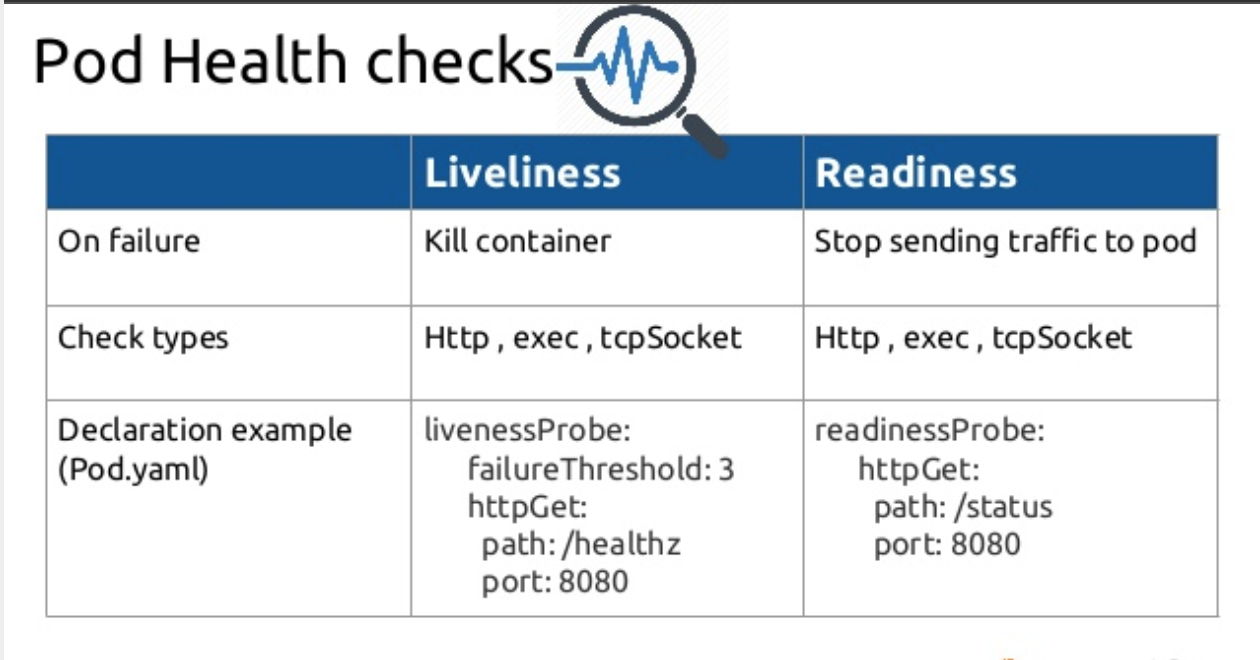 Pod Health checks
Liveliness
Readiness
On failure
Kill container
Stop sending traffic to pod
Check types
Http , exec , tcpSocket
Http , exec , tcpSocket
Declaration example
(Pod.yaml)
livenessProbe:
failureThreshold: 3
httpGet:
path: /healthz
port: 8080
readinessProbe:
httpGet:
path: /status
port: 8080